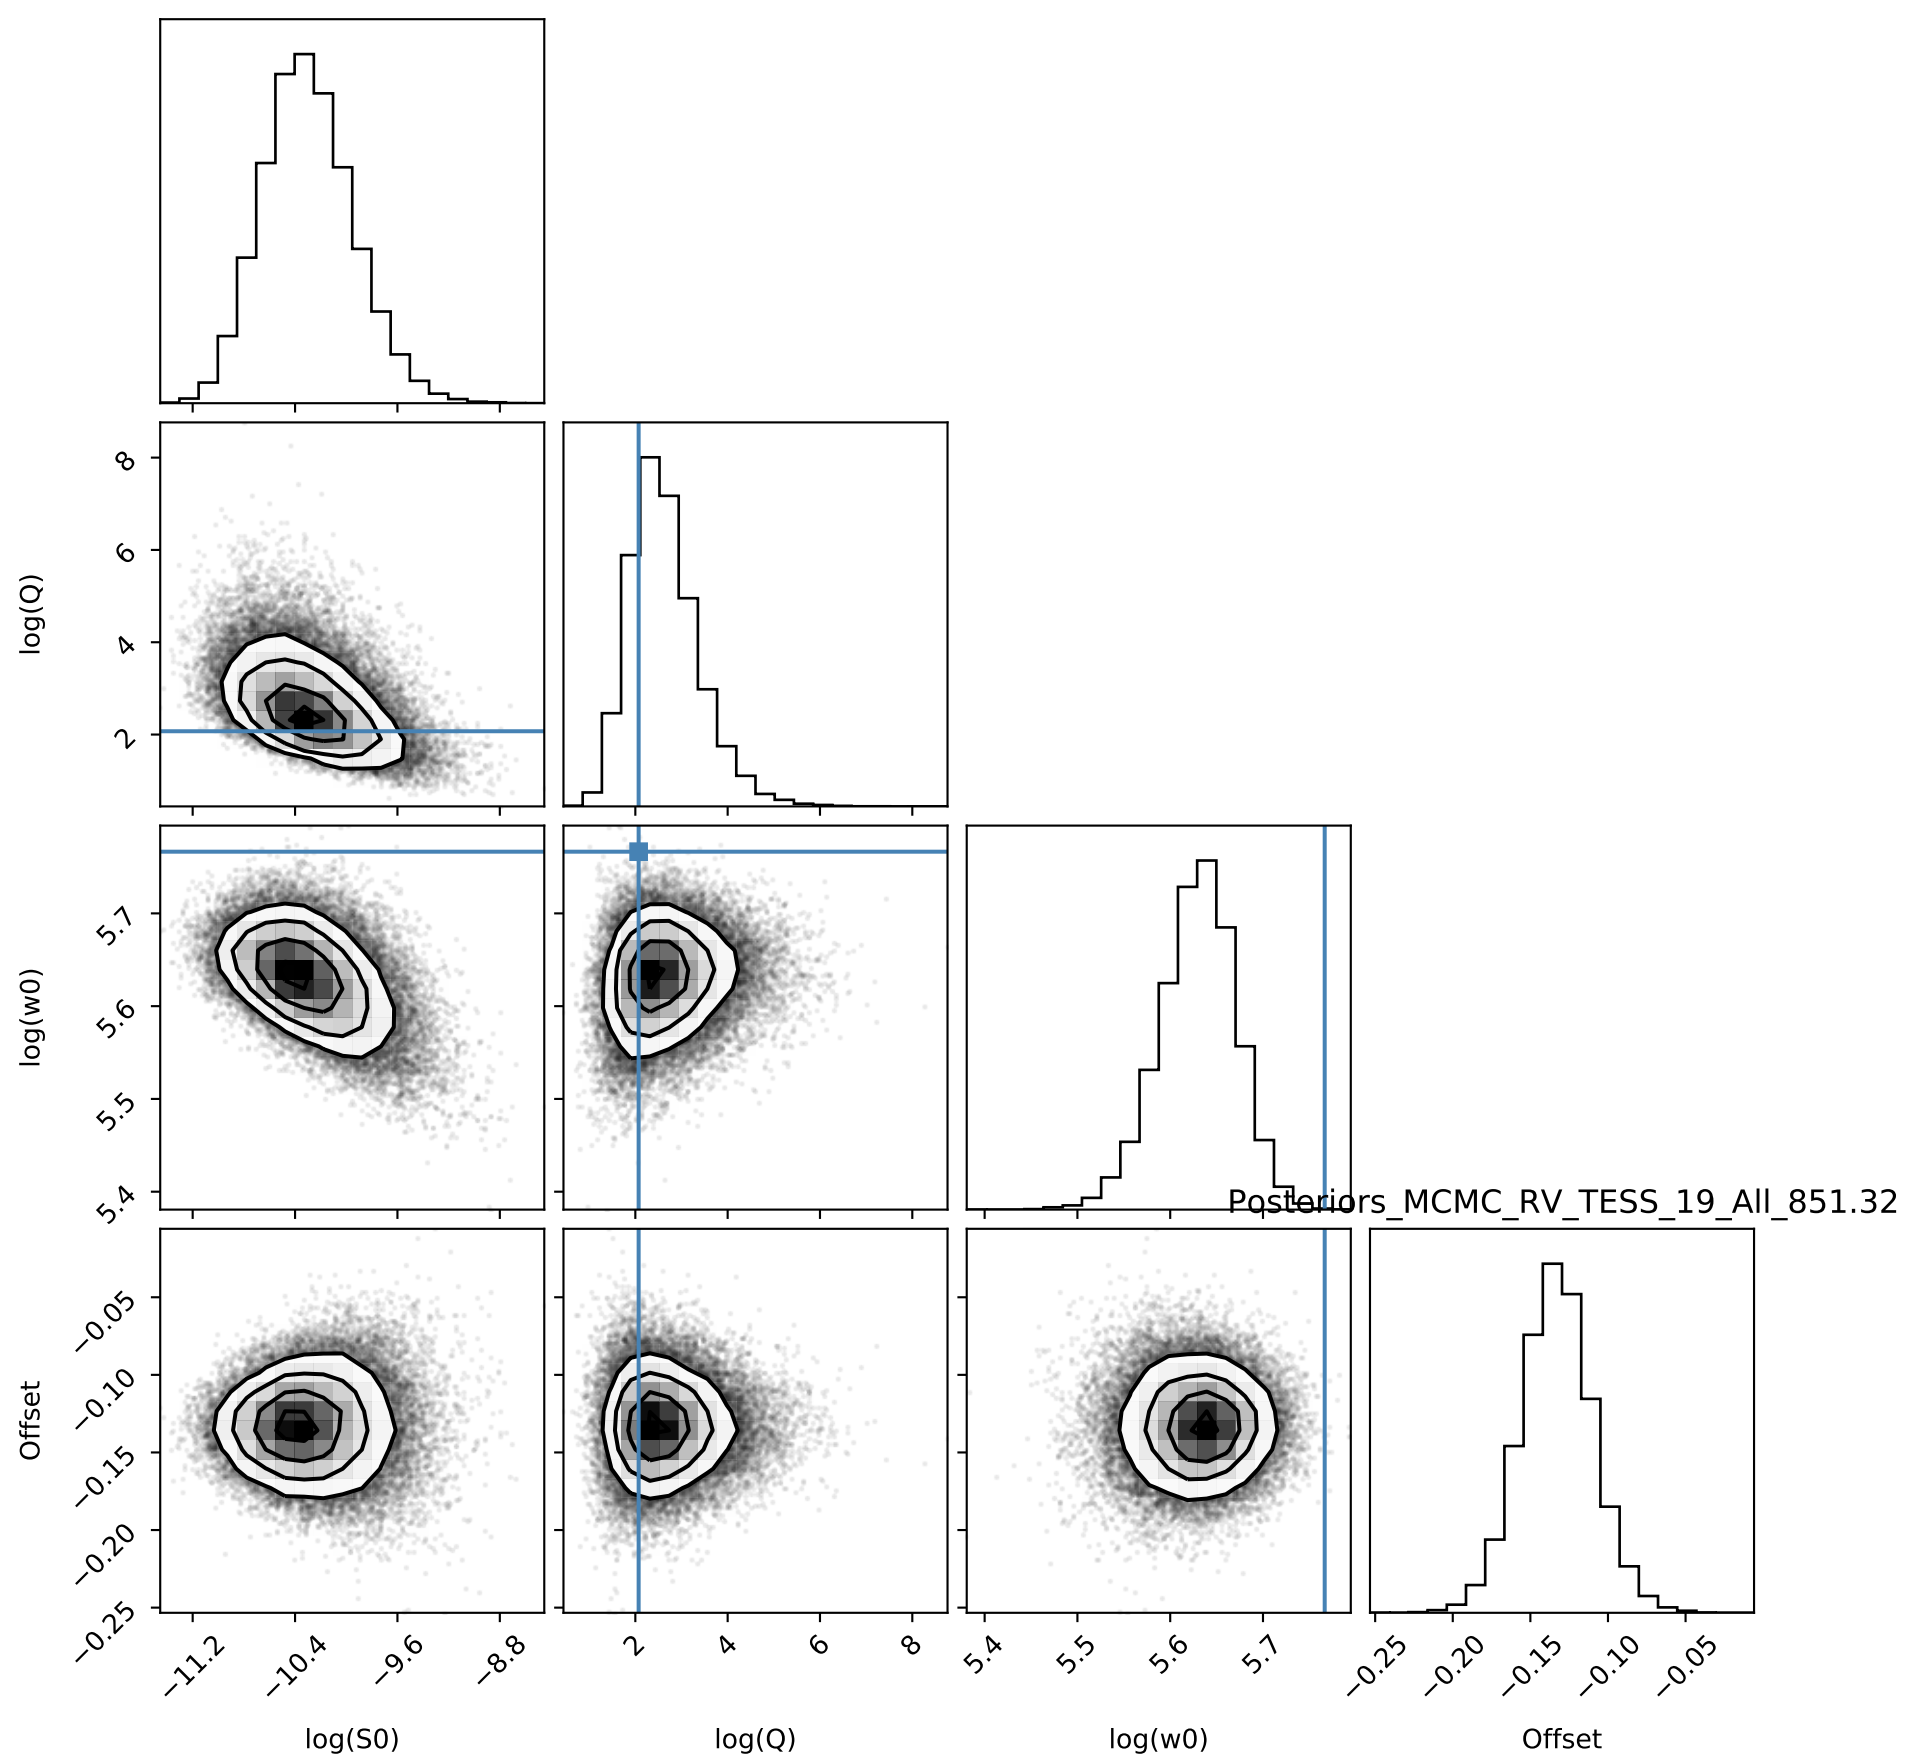 log(Q)
8
6
4
2
log(w0)
5.7
5.6
5.5
5.4
Posteriors_MCMC_RV_TESS_19_All_851.32
Offset
−0.05
−0.10
−0.15
−0.20
−0.25
−11.2 −10.4 −9.6 −8.8 2 4 6 8 5.4 5.5 5.6 5.7 −0.25 −0.20 −0.15 −0.10 −0.05
log(S0) log(Q) log(w0) Offset